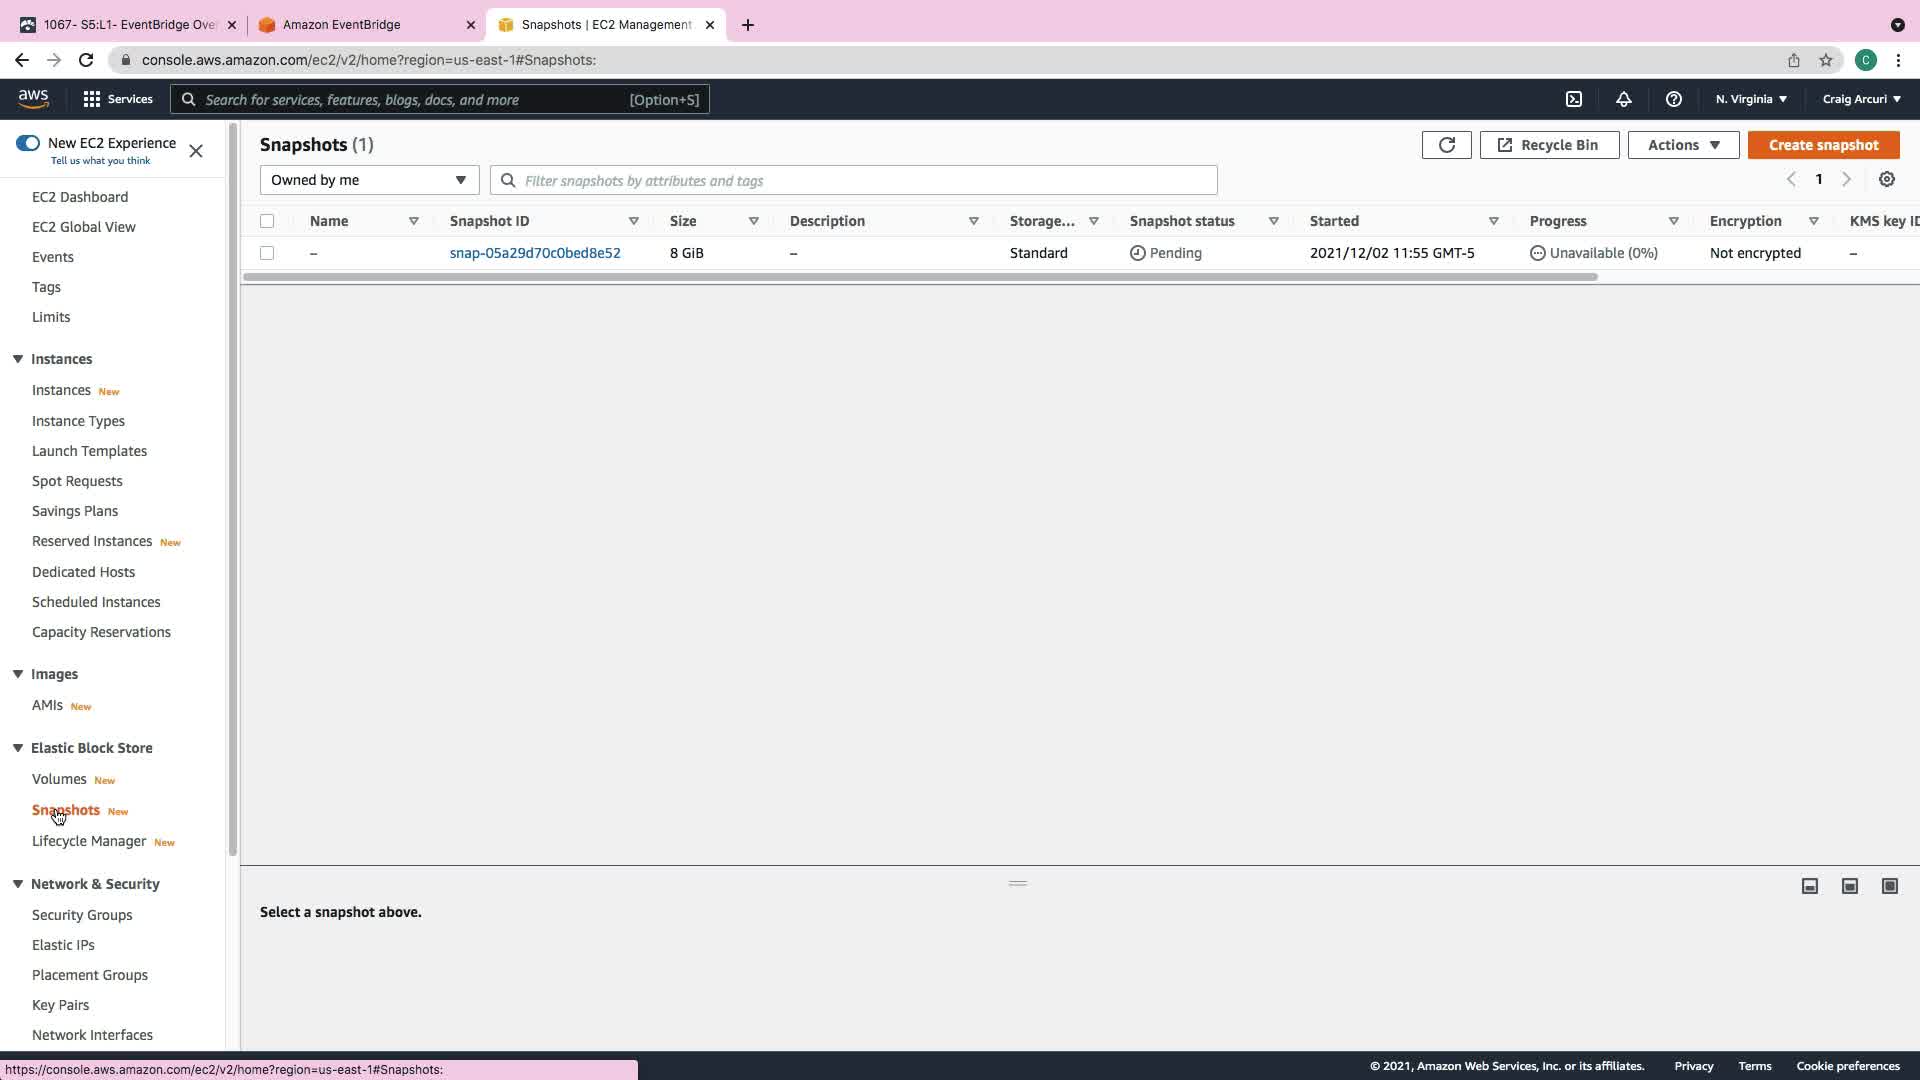 1067- S5:L1- EventBridge Ove
Amazon EventBridge
Snapshots | EC2 Management
console.aws.amazon.com/ec2/v2/home?region=us-east-1#Snapshots:
C
aws
Services
Search for services, features, blogs, docs, and more
[Option+S]
N. Virginia
Craig Arcuri
New EC2 Experience
Tell us what you think
EC2 Dashboard
EC2 Global View
Events
Tags
Limits
Instances
Instances New
Instance Types
Launch Templates
Spot Requests
Savings Plans
Reserved Instances New
Dedicated Hosts
Scheduled Instances
Capacity Reservations
Images
AMIs New
Elastic Block Store
Volumes New
Snapshots New
Lifecycle Manager New
Network & Security
Security Groups
Elastic IPs
Placement Groups
Key Pairs
Network Interfaces
Snapshots (1)
Recycle Bin
Actions
Create snapshot
Owned by me
Filter snapshots by attributes and tags
1
Name Snapshot ID Size Description Storage... Snapshot status Started Progress Encryption KMS key ID
– snap-05a29d70c0bed8e52 8 GiB – Standard Pending 2021/12/02 11:55 GMT-5 Unavailable (0%) Not encrypted –
Select a snapshot above.
https://console.aws.amazon.com/ec2/v2/home?region=us-east-1#Snapshots:
© 2021, Amazon Web Services, Inc. or its affiliates.
Privacy
Terms
Cookie preferences